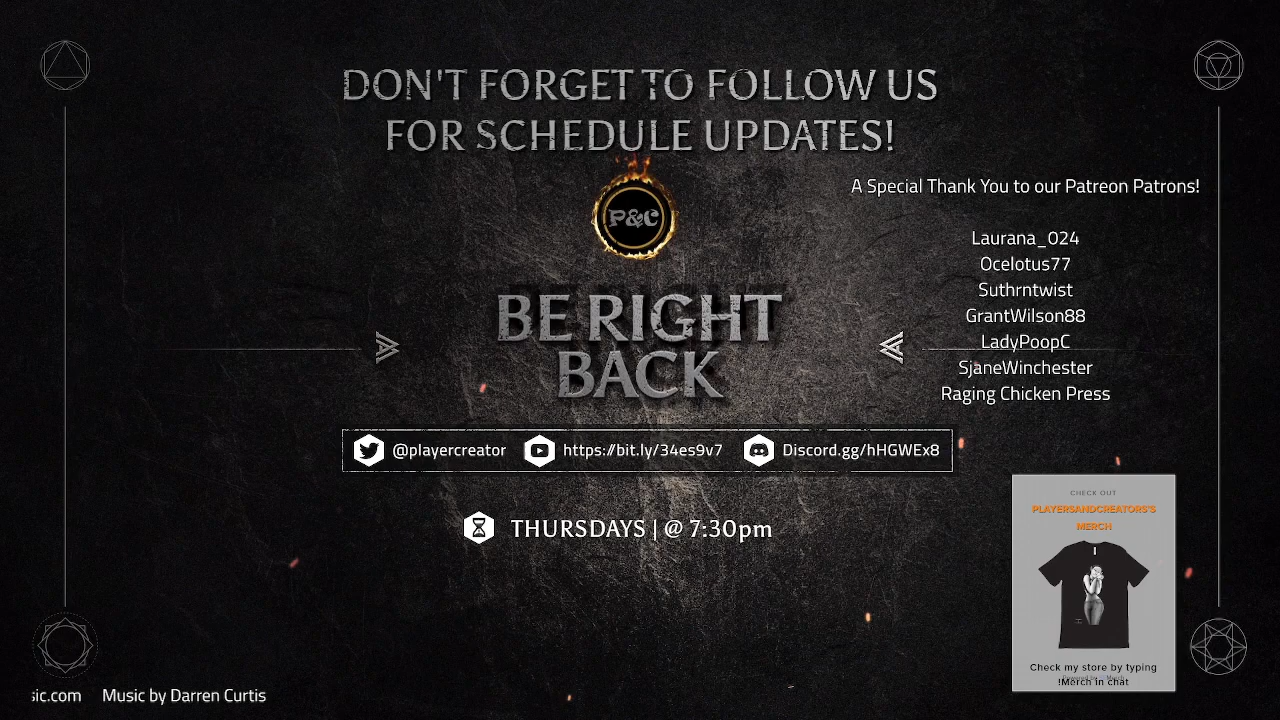 DON'T FORGET TO FOLLOW US
FOR SCHEDULE UPDATES!
P&C
A Special Thank You to our Patreon Patrons!
Laurana_024
Ocelotus77
Suthrntwist
GrantWilson88
LadyPoopC
SjaneWinchester
Raging Chicken Press
BE RIGHT
BACK
@playercreator https://bit.ly/34es9v7 Discord.gg/hHGWEx8
THURSDAYS | @ 7:30pm
CHECK OUT
PLAYERSANDCREATORS'S
MERCH
Check my store by typing
!Merch in chat
sic.com Music by Darren Curtis